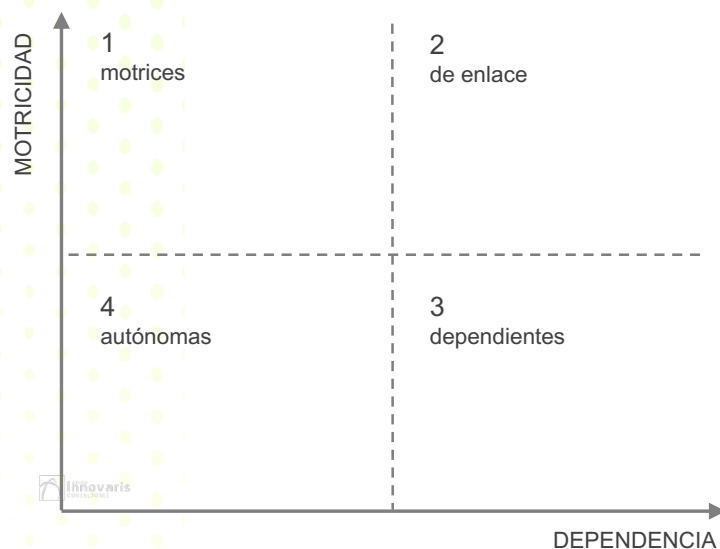 MOTRICIDAD
1
motrices
2
de enlace
4
autónomas
3
dependientes
Innovaris
DEPENDENCIA